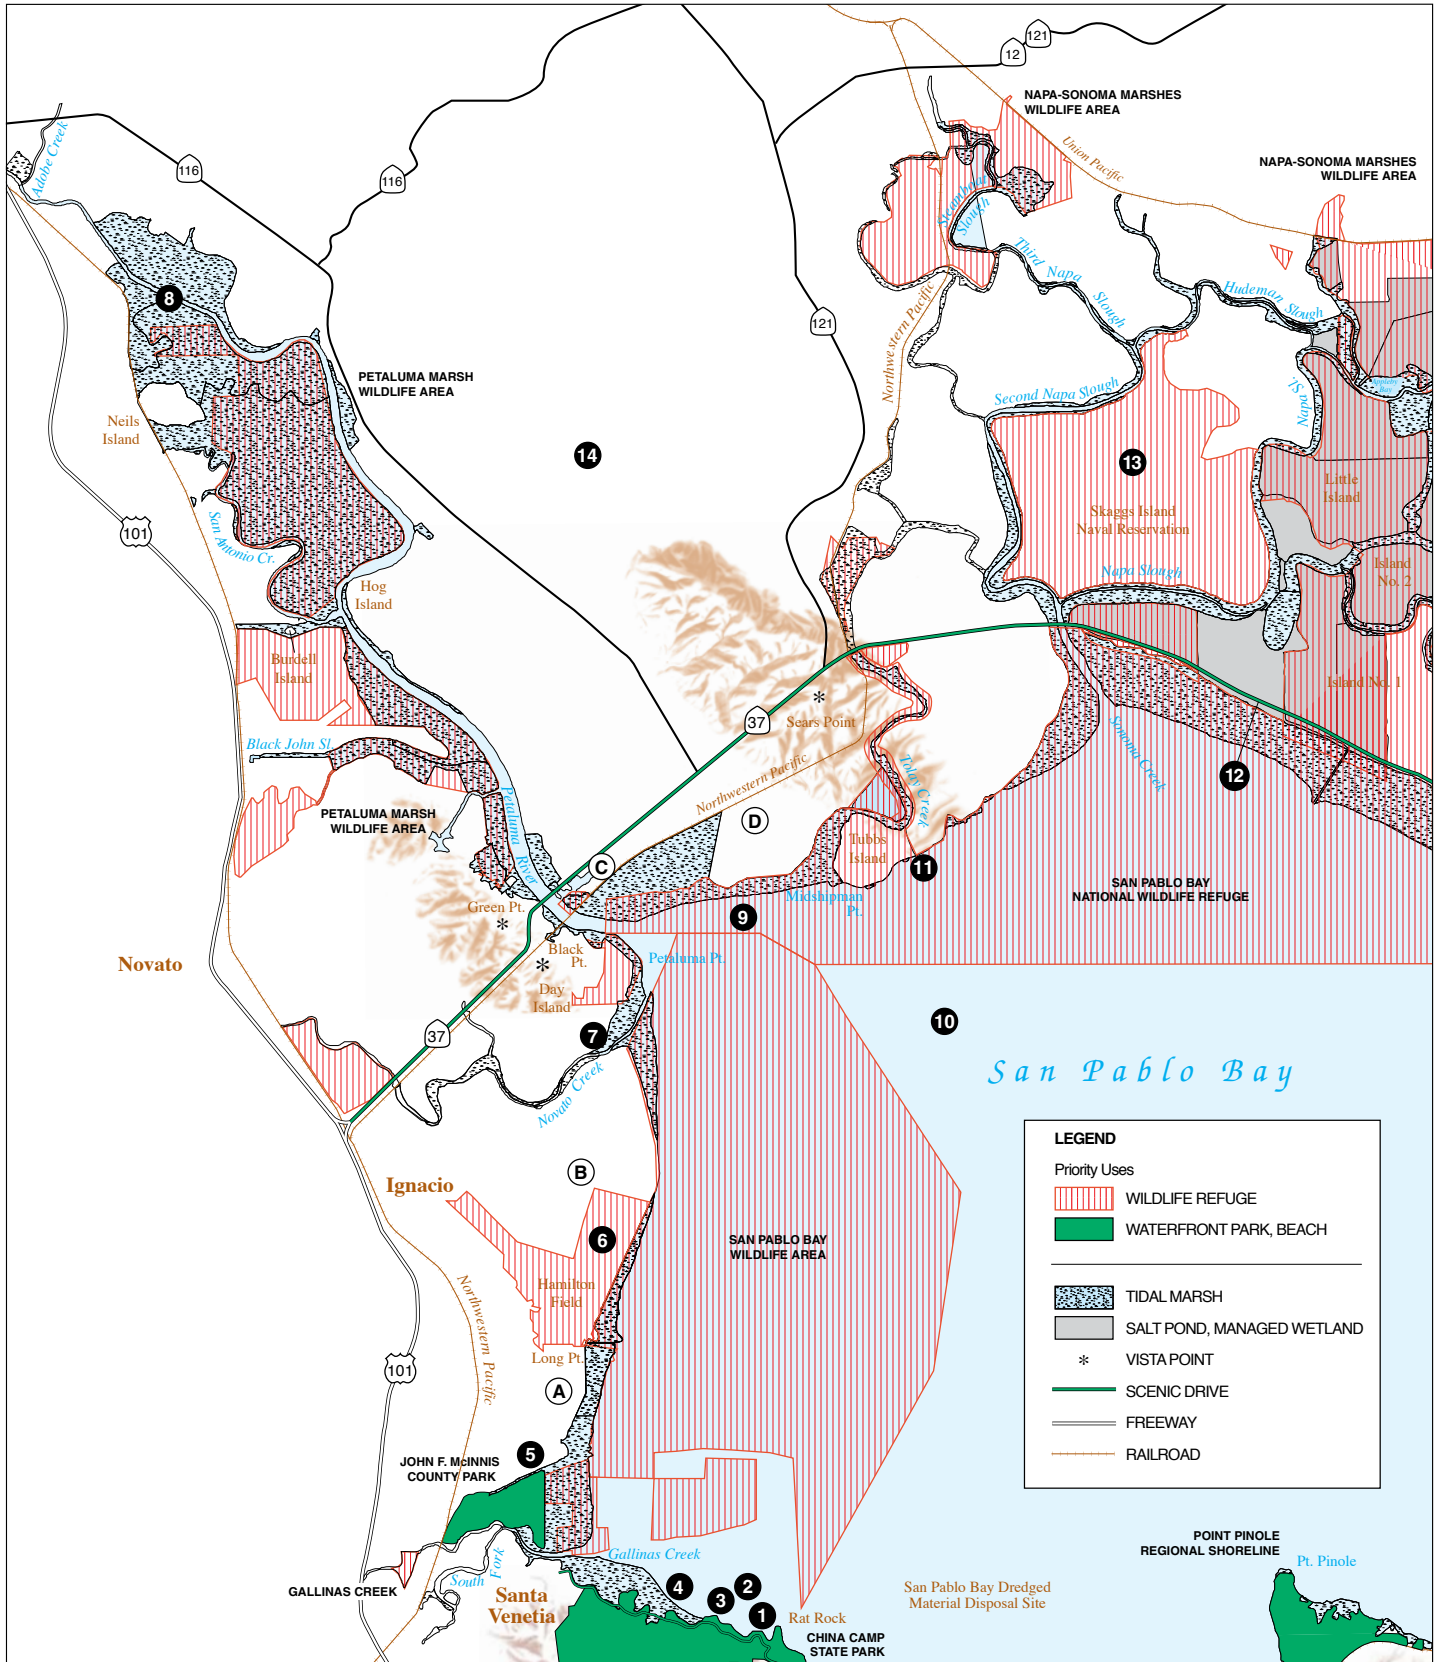 121
12
NAPA-SONOMA MARSHES
WILDLIFE AREA
Union Pacific
NAPA-SONOMA MARSHES
WILDLIFE AREA
Adobe Creek
116
116
Steamboat
Slough
Third Napa Slough
Hudeman Slough
8
121
Northwestern Pacific
PETALUMA MARSH
WILDLIFE AREA
Second Napa Slough
Napa Sl.
Appleby
Bay
Neils
Island
14
13
Little
Island
Skaggs Island
Naval Reservation
101
San Antonio Cr.
Hog
Island
Napa Slough
Island
No. 2
Burdell
Island
Island No. 1
Sears Point
37
Black John Sl.
Sonoma Creek
Tolay Creek
12
Northwestern Pacific
Petaluma River
PETALUMA MARSH
WILDLIFE AREA
D
Tubbs
Island
C
11
SAN PABLO BAY
NATIONAL WILDLIFE REFUGE
Midshipman
Pt.
Green Pt.
9
Black
Pt.
Petaluma Pt.
Novato
Day
Island
10
37
7
San Pablo Bay
Novato Creek
LEGEND
Priority Uses
WILDLIFE REFUGE
WATERFRONT PARK, BEACH
TIDAL MARSH
SALT POND, MANAGED WETLAND
VISTA POINT
SCENIC DRIVE
FREEWAY
RAILROAD
B
Ignacio
6
SAN PABLO BAY
WILDLIFE AREA
Hamilton
Field
Northwestern Pacific
Long Pt.
101
A
5
JOHN F. McINNIS
COUNTY PARK
POINT PINOLE
REGIONAL SHORELINE
Pt. Pinole
Gallinas Creek
South Fork
GALLINAS CREEK
Santa
Venetia
4
3
2
1
Rat Rock
San Pablo Bay Dredged
Material Disposal Site
CHINA CAMP
STATE PARK